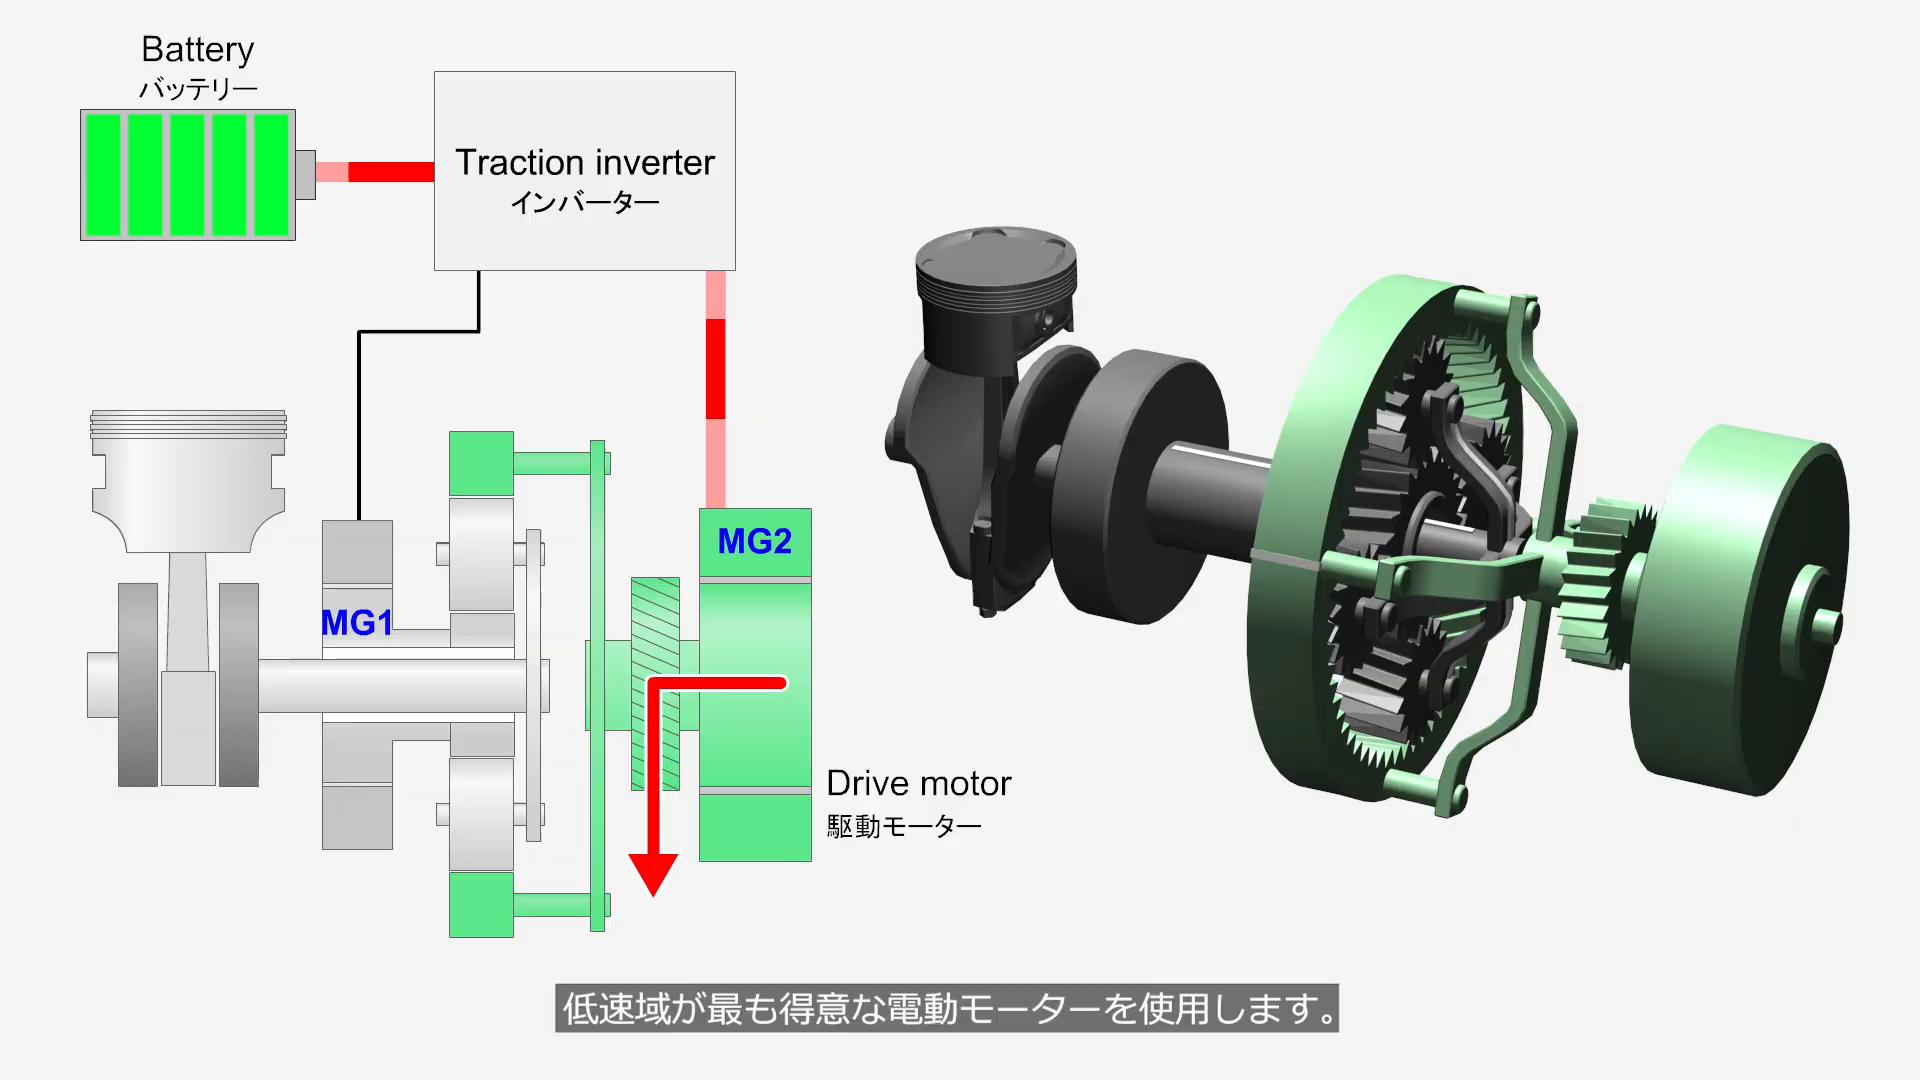 Battery
バッテリー
Traction inverter
インバーター
MG2
MG1
Drive motor
駆動モーター
低速域が最も得意な電動モーターを使用します。